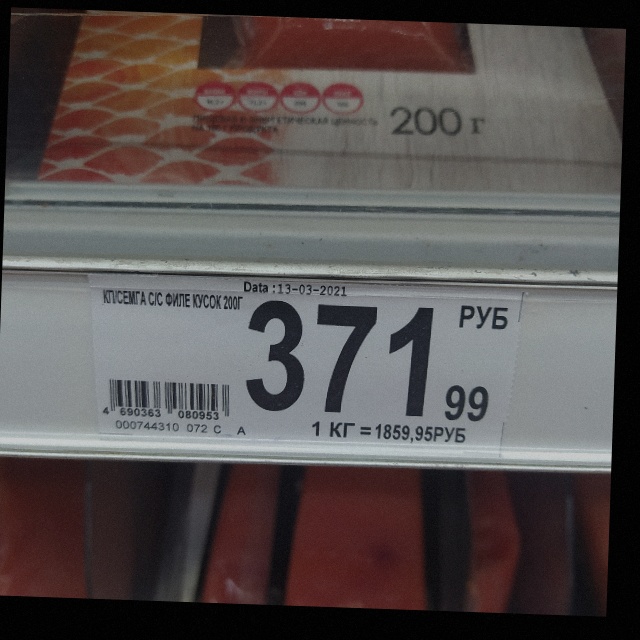 200 г
Data :13-03-2021
КП/СЕМГА С/С ФИЛЕ КУСОК 200Г
371
РУБ
99
4 690363 080953
000744310 072 C A
1 КГ = 1859,95РУБ